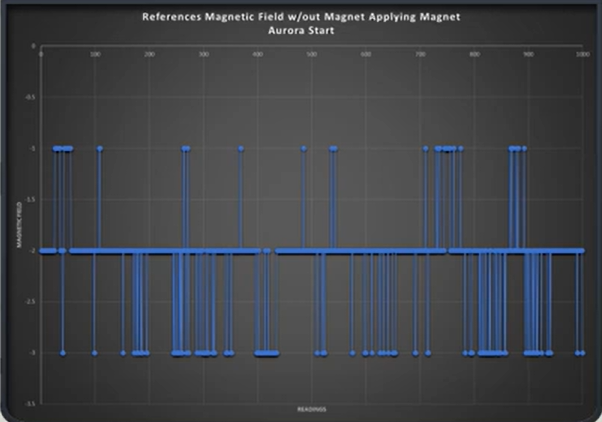 References Magnetic Field w/out Magnet Applying Magnet
Aurora Start
0
0 100 200 300 400 500 600 700 800 900 1000
-0.5
-1
-1.5
-2
-2.5
-3
-3.5
MAGNETIC FIELD
READINGS